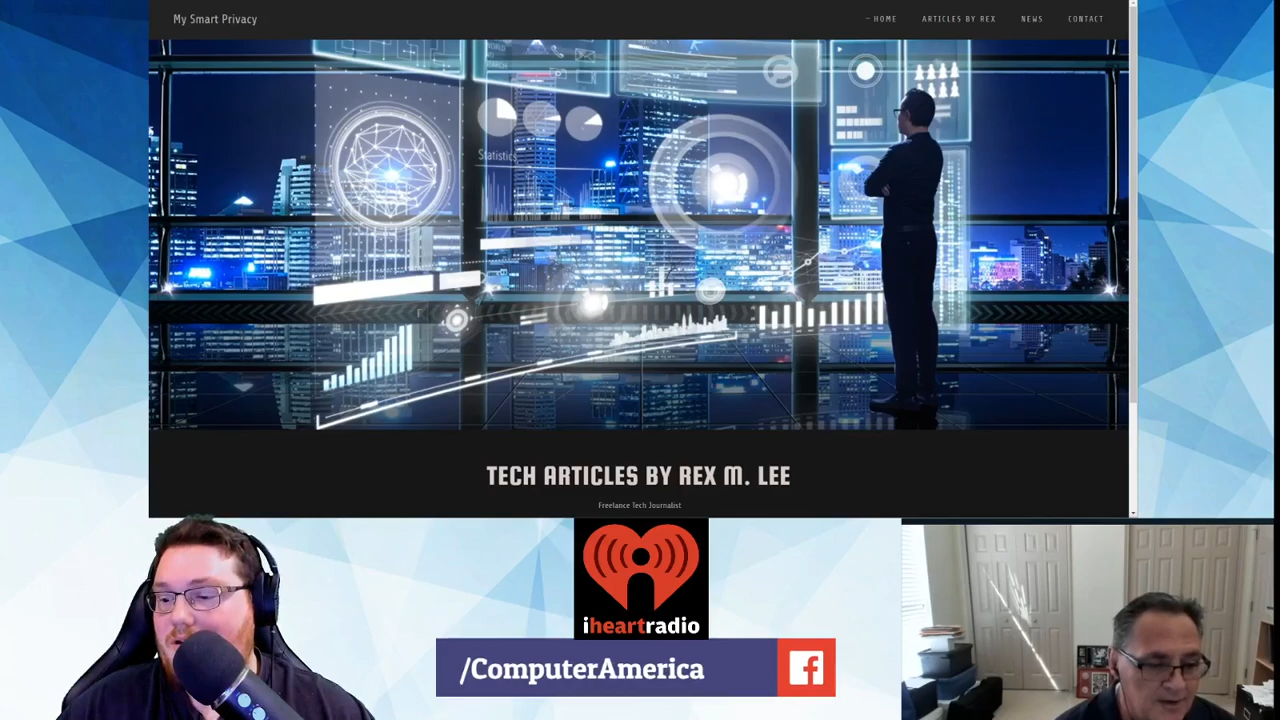 My Smart Privacy
– HOME
ARTICLES BY REX
NEWS
CONTACT
Statistics
TECH ARTICLES BY REX M. LEE
Freelance Tech Journalist
iheartradio
/ComputerAmerica
f